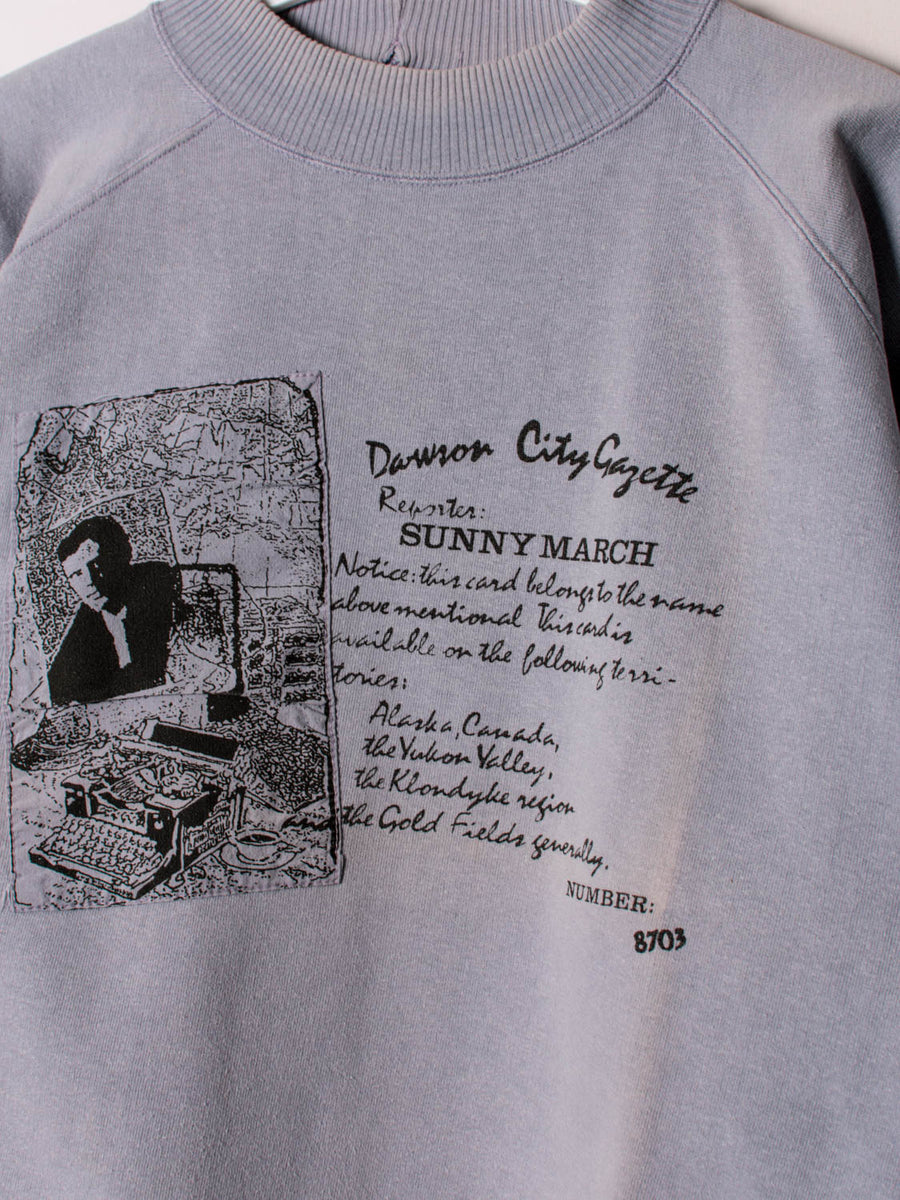 Dawson City Gazette
Reporter:
SUNNY MARCH
Notice: this card belongs to the name
above mentional This card is
available on the following terri-
tories:
Alaska, Canada,
the Yukon Valley,
the Klondyke region
and the Gold Fields generally.
NUMBER:
8703